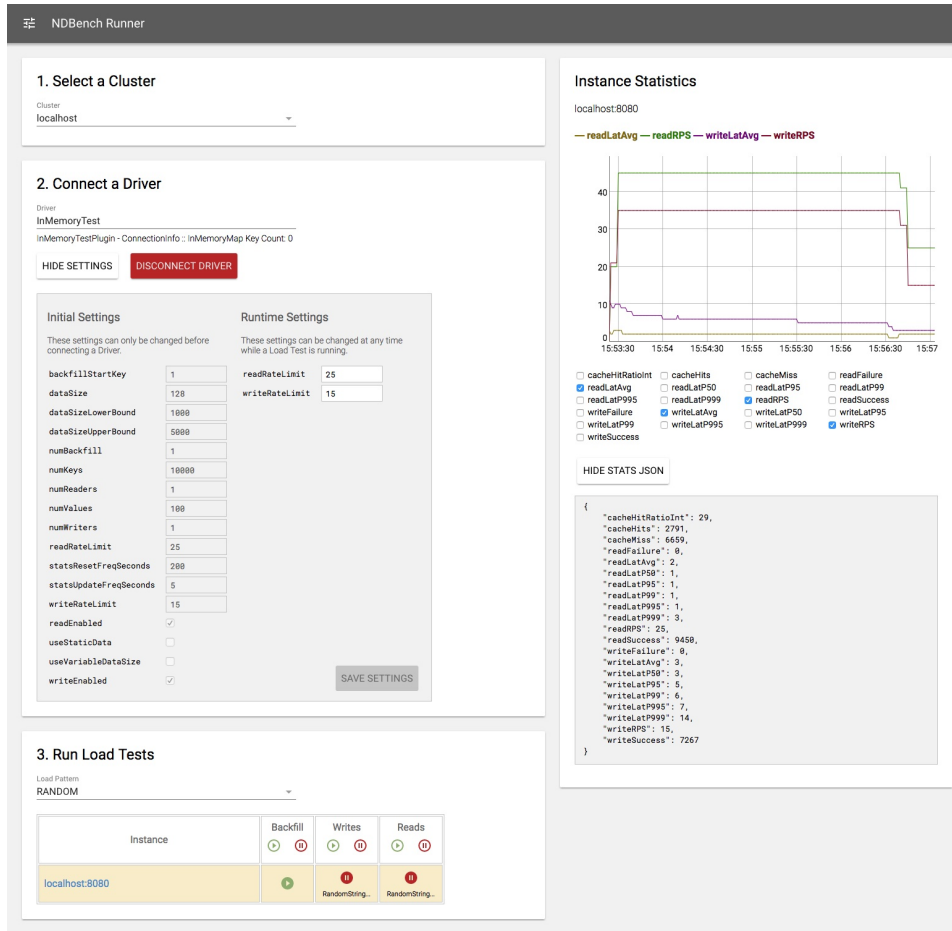 NDBench Runner
1. Select a Cluster
Cluster
localhost
2. Connect a Driver
Driver
InMemoryTest
InMemoryTestPlugin - ConnectionInfo :: InMemoryMap Key Count: 0
HIDE SETTINGS DISCONNECT DRIVER
Initial Settings
These settings can only be changed before
connecting a Driver.
backfillStartKey 1
dataSize 128
dataSizeLowerBound 1000
dataSizeUpperBound 5000
numBackfill 1
numKeys 10000
numReaders 1
numValues 100
numWriters 1
readRateLimit 25
statsResetFreqSeconds 200
statsUpdateFreqSeconds 5
writeRateLimit 15
readEnabled
useStaticData
useVariableDataSize
writeEnabled
Runtime Settings
These settings can be changed at any time
while a Load Test is running.
readRateLimit 25
writeRateLimit 15
SAVE SETTINGS
3. Run Load Tests
Load Pattern
RANDOM
Instance Backfill Writes Reads
localhost:8080
RandomString... RandomString...
Instance Statistics
localhost:8080
readLatAvg readRPS writeLatAvg writeRPS
40
30
20
10
0
15:53:30 15:54 15:54:30 15:55 15:55:30 15:56 15:56:30 15:57
cacheHitRatioInt cacheHits cacheMiss readFailure
readLatAvg readLatP50 readLatP95 readLatP99
readLatP995 readLatP999 readRPS readSuccess
writeFailure writeLatAvg writeLatP50 writeLatP95
writeLatP99 writeLatP995 writeLatP999 writeRPS
writeSuccess
HIDE STATS JSON
{
"cacheHitRatioInt": 29,
"cacheHits": 2791,
"cacheMiss": 6659,
"readFailure": 0,
"readLatAvg": 2,
"readLatP50": 1,
"readLatP95": 1,
"readLatP99": 1,
"readLatP995": 1,
"readLatP999": 3,
"readRPS": 25,
"readSuccess": 9450,
"writeFailure": 0,
"writeLatAvg": 3,
"writeLatP50": 3,
"writeLatP95": 5,
"writeLatP99": 6,
"writeLatP995": 7,
"writeLatP999": 14,
"writeRPS": 15,
"writeSuccess": 7267
}